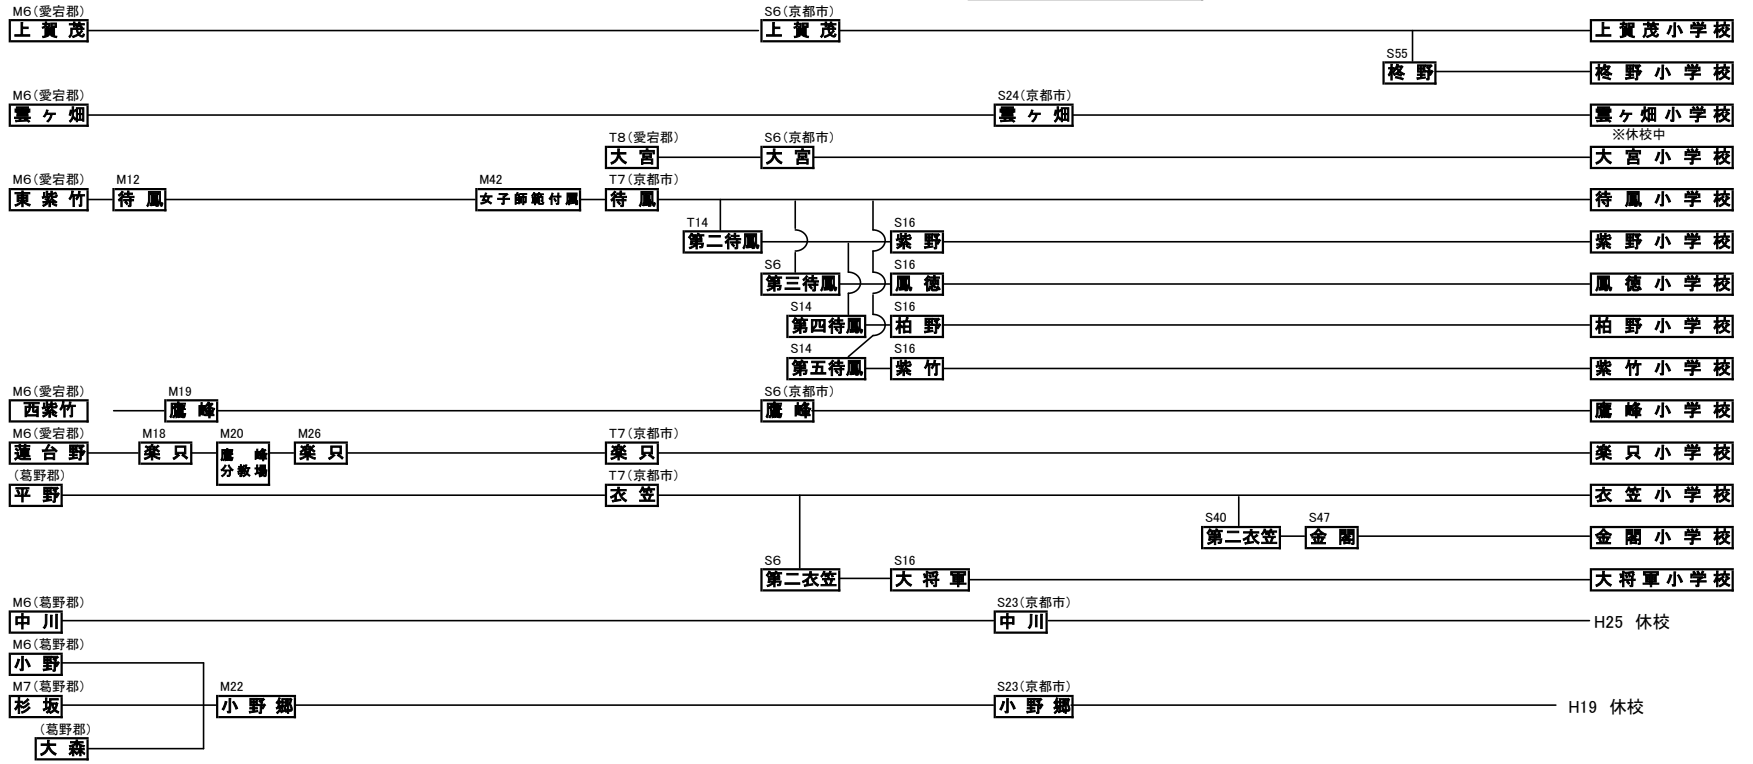 M6(愛宕郡) S6(京都市)
上賀茂 上賀茂 上賀茂小学校
S55
柊野 柊野小学校
M6(愛宕郡) S24(京都市)
雲ヶ畑 雲ヶ畑 雲ヶ畑小学校
※休校中
T8(愛宕郡) S6(京都市)
大宮 大宮 大宮小学校
M6(愛宕郡) M12 M42 T7(京都市)
東紫竹 待鳳 女子師範付属 待鳳 待鳳小学校
T14 S16
第二待鳳 紫野 紫野小学校
S6 S16
第三待鳳 鳳徳 鳳徳小学校
S14 S16
第四待鳳 柏野 柏野小学校
S14 S16
第五待鳳 紫竹 紫竹小学校
M6(愛宕郡) M19 S6(京都市)
西紫竹 鷹峰 鷹峰 鷹峰小学校
M6(愛宕郡) M18 M20 M26 T7(京都市)
蓮台野 楽只 鷹峰 楽只 楽只 楽只小学校
分教場
(葛野郡) T7(京都市)
平野 衣笠 衣笠小学校
S40 S47
第二衣笠 金閣 金閣小学校
S6 S16
第二衣笠 大将軍 大将軍小学校
M6(葛野郡) S23(京都市)
中川 中川 H25 休校
M6(葛野郡)
小野
M7(葛野郡) M22 S23(京都市)
杉坂 小野郷 小野郷 H19 休校
(葛野郡)
大森